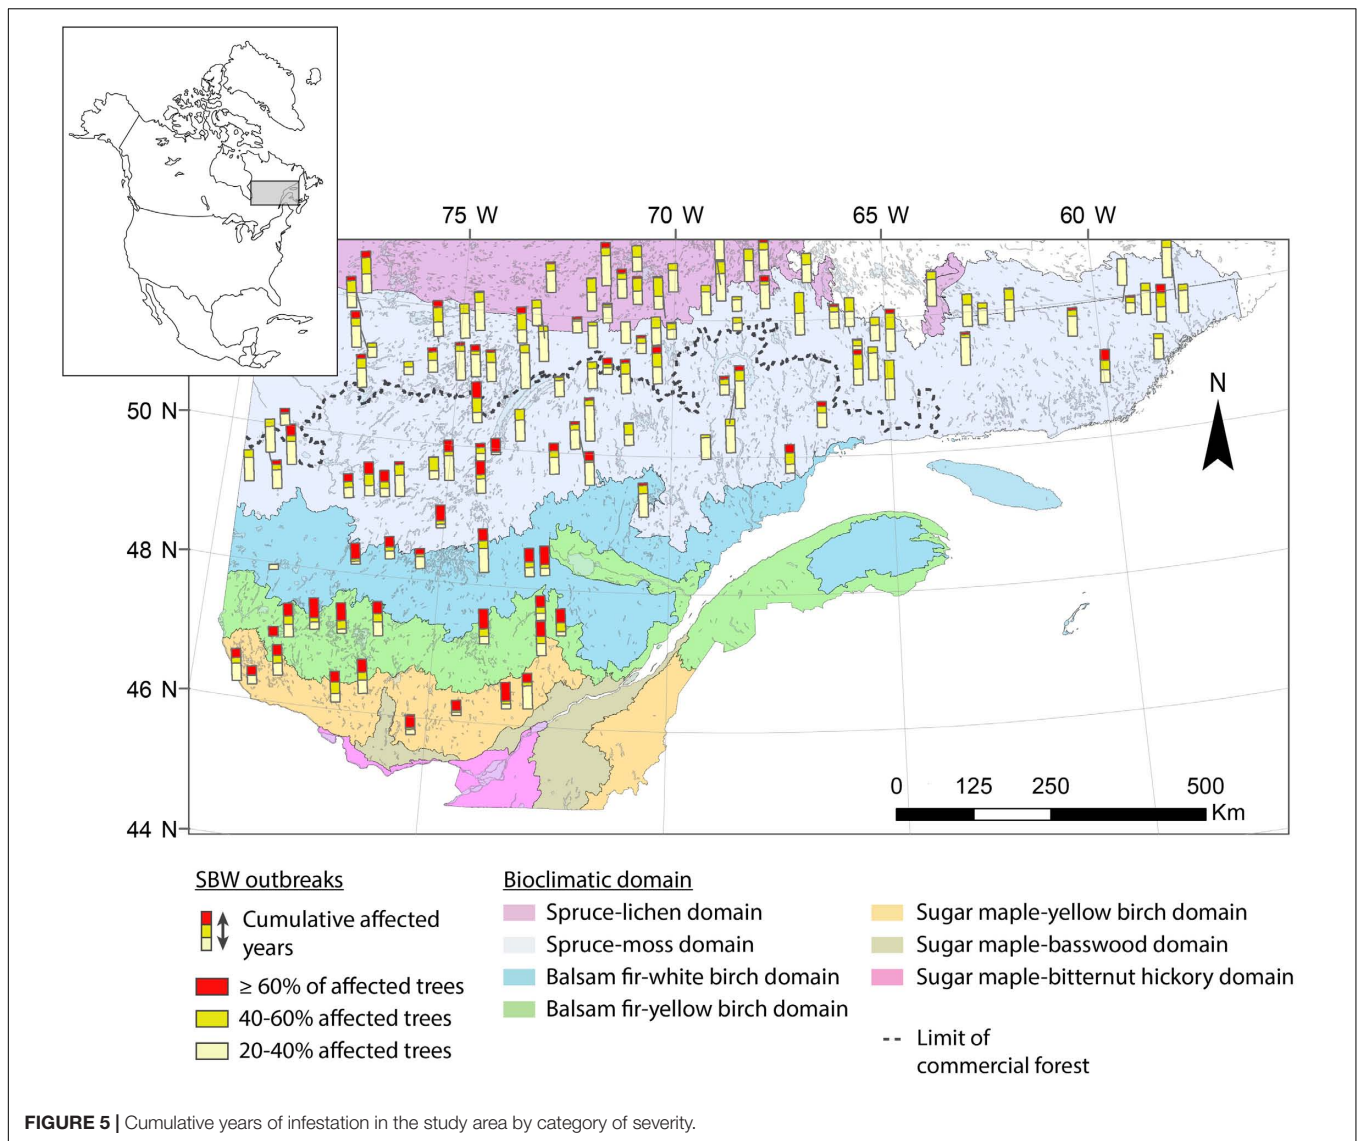 75 W 70 W 65 W 60 W
N
50 N
48 N
46 N
44 N
0 125 250 500
Km
SBW outbreaks
Cumulative affected
years
≥ 60% of affected trees
40-60% affected trees
20-40% affected trees
Bioclimatic domain
Spruce-lichen domain
Spruce-moss domain
Balsam fir-white birch domain
Balsam fir-yellow birch domain
Sugar maple-yellow birch domain
Sugar maple-basswood domain
Sugar maple-bitternut hickory domain
Limit of
commercial forest
FIGURE 5 | Cumulative years of infestation in the study area by category of severity.